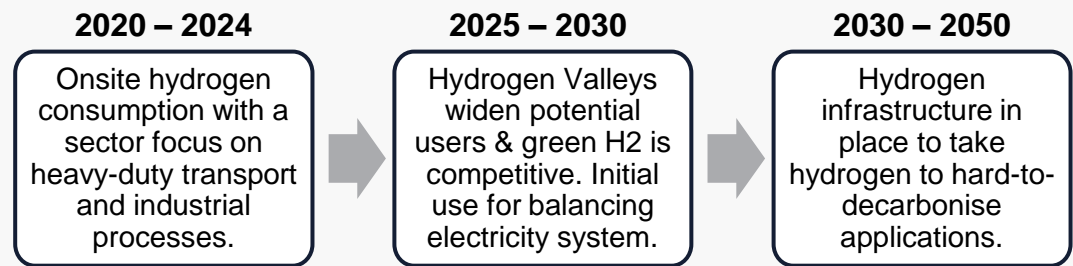 2020 – 2024
Onsite hydrogen
consumption with a
sector focus on
heavy-duty transport
and industrial
processes.
2025 – 2030
Hydrogen Valleys
widen potential
users & green H2 is
competitive. Initial
use for balancing
electricity system.
2030 – 2050
Hydrogen
infrastructure in
place to take
hydrogen to hard-to-
decarbonise
applications.